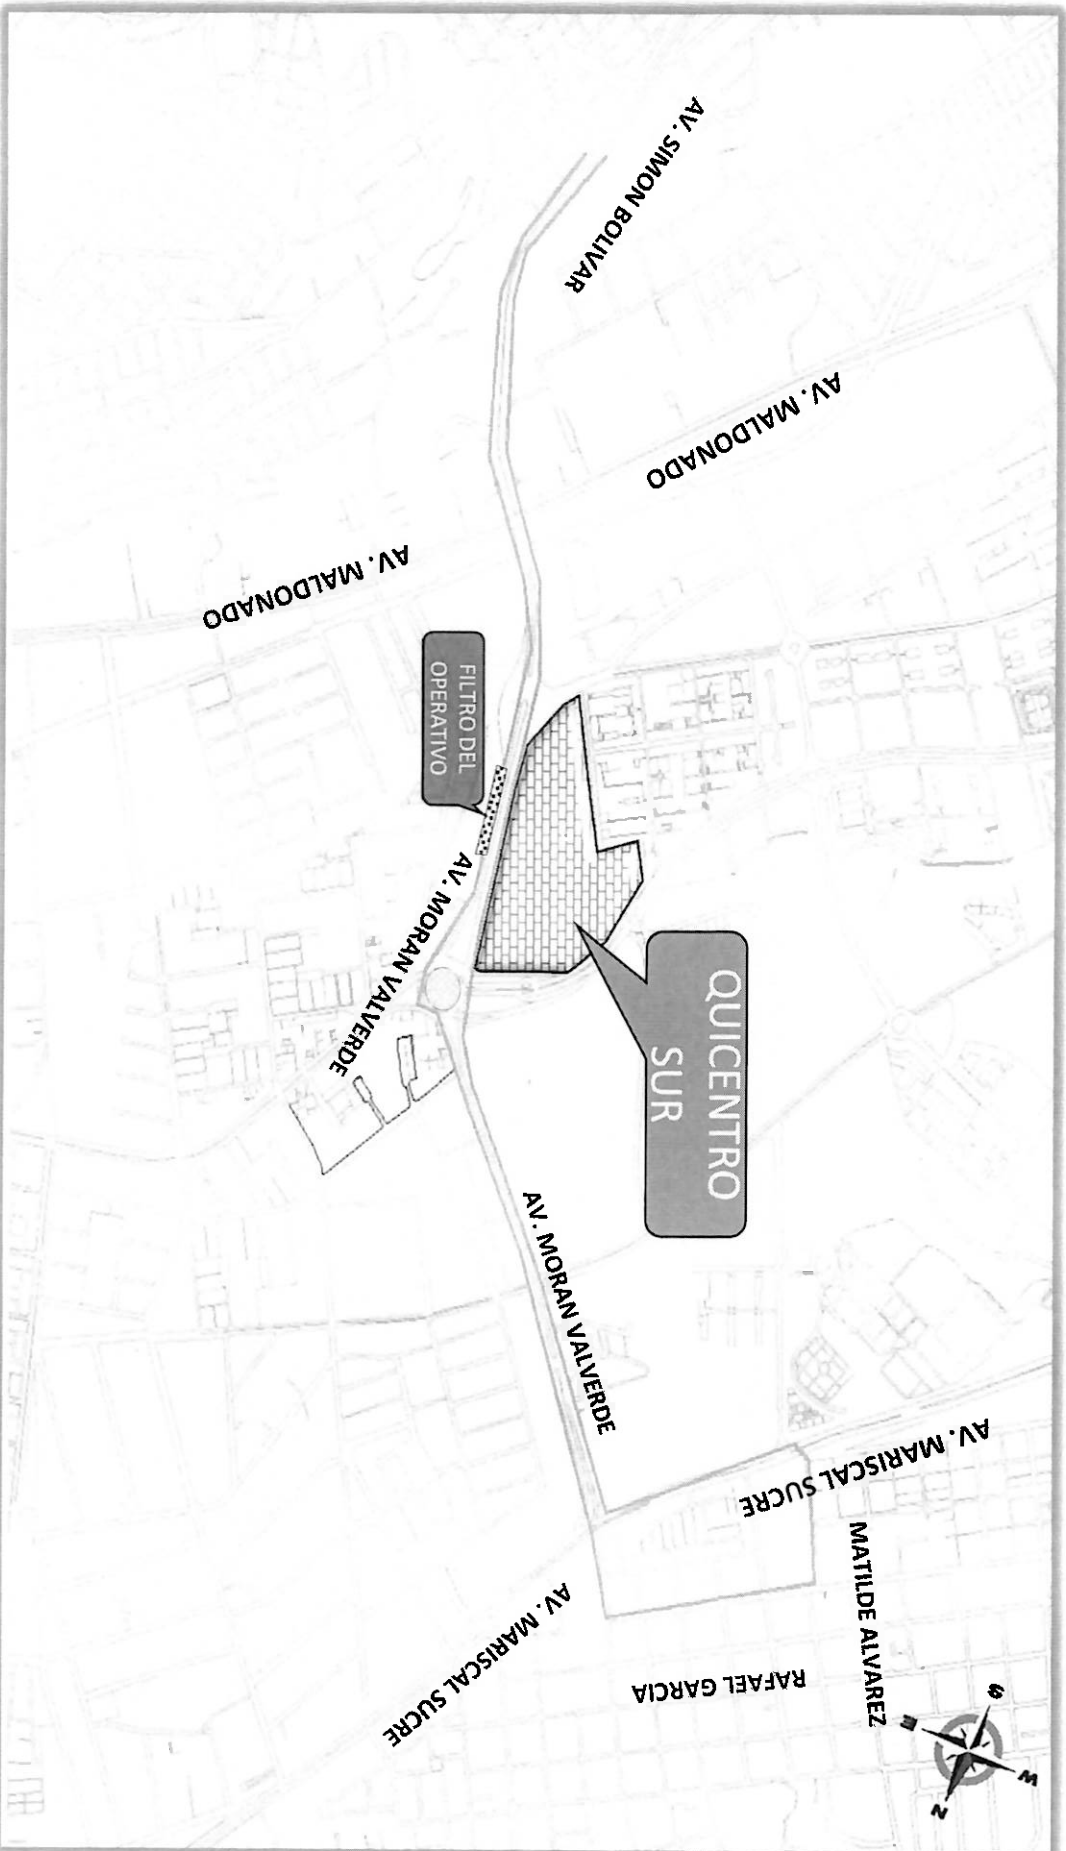 AV. SIMON BOLIVAR
AV. MALDONADO
AV. MALDONADO
FILTRO DEL
OPERATIVO
AV. MORAN VALVERDE
QUICENTRO
SUR
AV. MORAN VALVERDE
AV. MARISCAL SUCRE
AV. MARISCAL SUCRE
MATILDE ALVAREZ
RAFAEL GARCIA
S
E
W
N